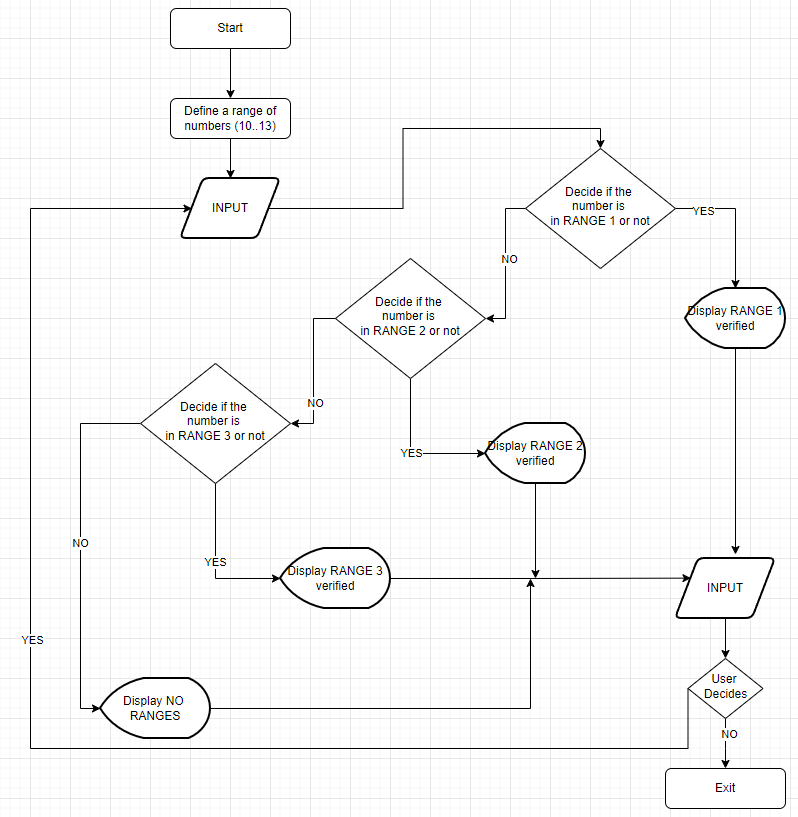 Start
Define a range of
numbers (10..13)
INPUT
Decide if the
number is
in RANGE 1 or not
YES
NO
Display RANGE 1
verified
Decide if the
number is
in RANGE 2 or not
NO
YES
Display RANGE 2
verified
Decide if the
number is
in RANGE 3 or not
NO
YES
Display RANGE 3
verified
INPUT
YES
Display NO
RANGES
User
Decides
NO
Exit